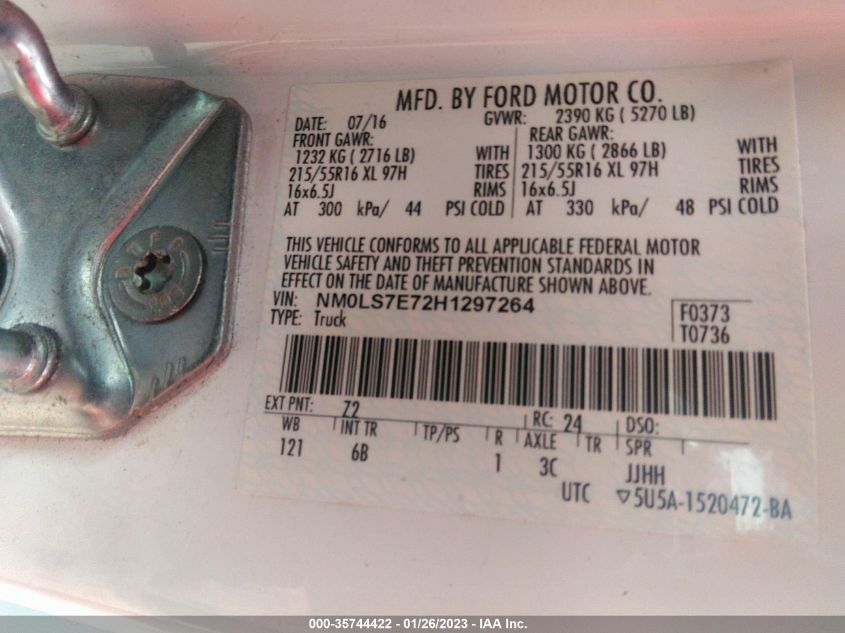 MFD. BY FORD MOTOR CO.
DATE: 07/16 GVWR: 2390 KG ( 5270 LB)
FRONT GAWR: REAR GAWR:
1232 KG ( 2716 LB) WITH 1300 KG ( 2866 LB) WITH
215/55R16 XL 97H TIRES 215/55R16 XL 97H TIRES
16x6.5J RIMS 16x6.5J RIMS
AT 300 kPa/ 44 PSI COLD AT 330 kPa/ 48 PSI COLD
THIS VEHICLE CONFORMS TO ALL APPLICABLE FEDERAL MOTOR
VEHICLE SAFETY AND THEFT PREVENTION STANDARDS IN
EFFECT ON THE DATE OF MANUFACTURE SHOWN ABOVE.
VIN: NM0LS7E72H1297264 F0373
TYPE: Truck T0736
EXT PNT: Z2 RC: 24 DSO:
WB INT TR TP/PS R AXLE TR SPR
121 6B 1 3C JJHH
UTC ▽5U5A-1520472-BA
000-35744422 - 01/26/2023 - IAA Inc.